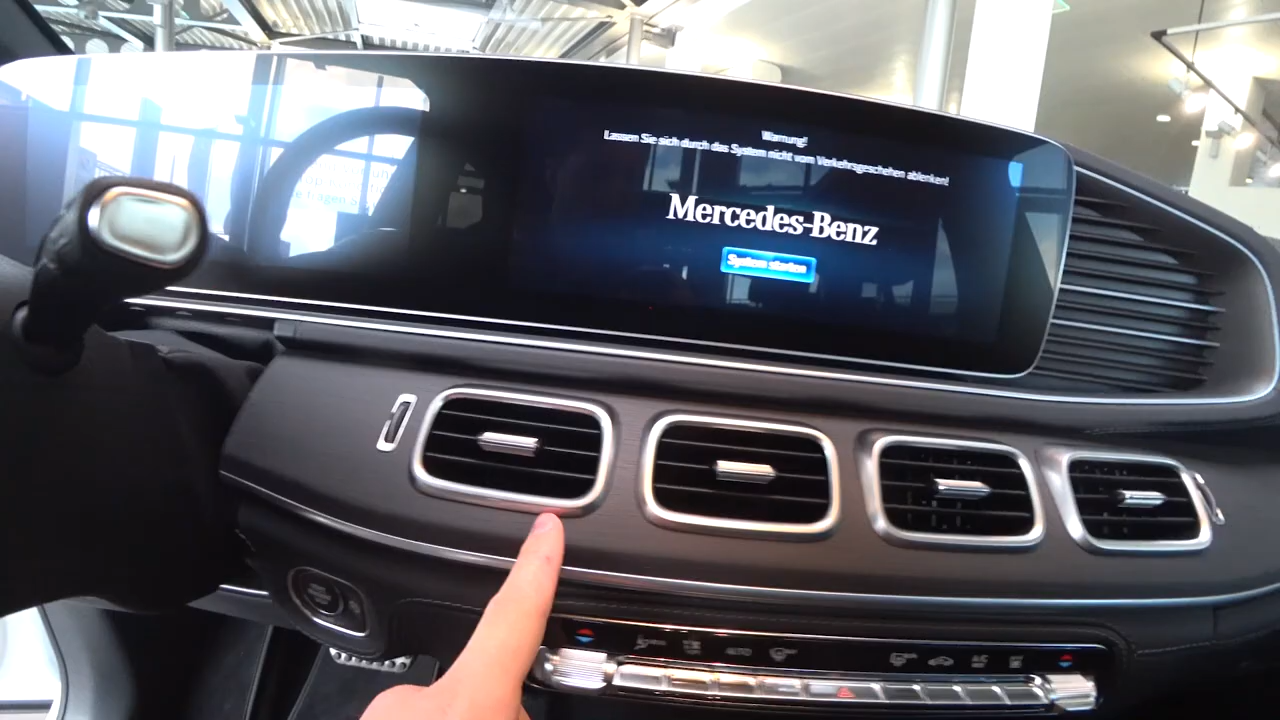 Warnung!
Lassen Sie sich durch das System nicht vom Verkehrsgeschehen ablenken!
Mercedes-Benz
System starten
AUTO